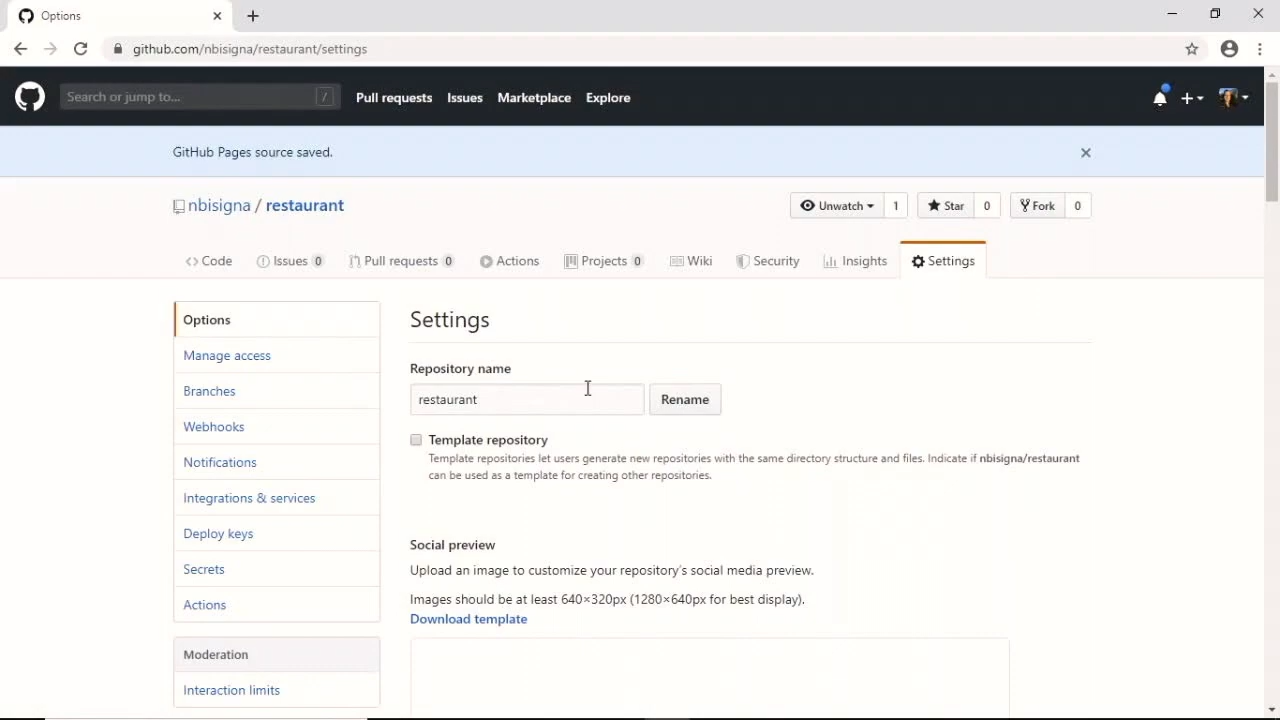 Options
github.com/nbisigna/restaurant/settings
Search or jump to... /
Pull requests Issues Marketplace Explore
GitHub Pages source saved.
nbisigna / restaurant
Unwatch 1 Star 0 Fork 0
Code Issues 0 Pull requests 0 Actions Projects 0 Wiki Security Insights Settings
Options
Manage access
Branches
Webhooks
Notifications
Integrations & services
Deploy keys
Secrets
Actions
Moderation
Interaction limits
Settings
Repository name
restaurant Rename
Template repository
Template repositories let users generate new repositories with the same directory structure and files. Indicate if nbisigna/restaurant
can be used as a template for creating other repositories.
Social preview
Upload an image to customize your repository's social media preview.
Images should be at least 640×320px (1280×640px for best display).
Download template